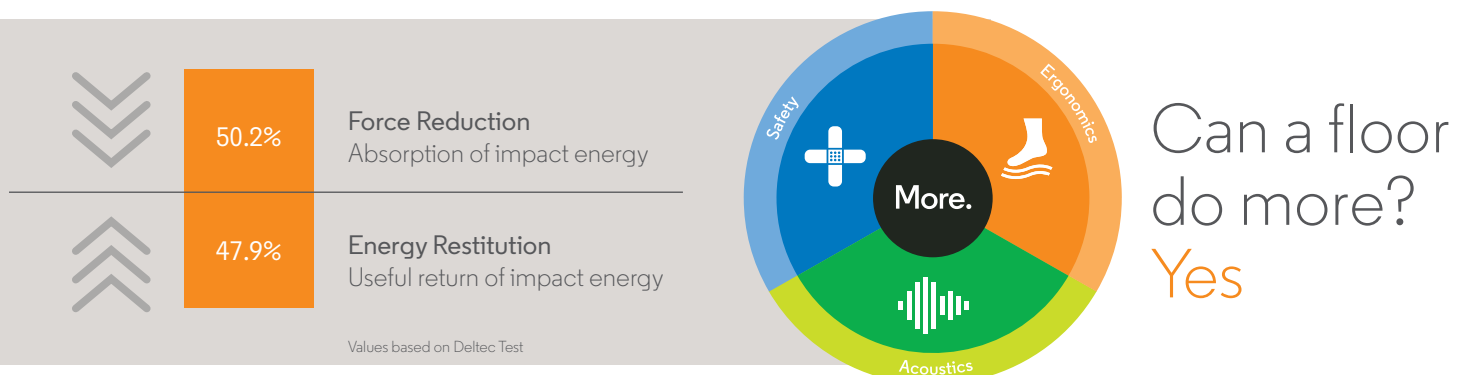 50.2%
Force Reduction
Absorption of impact energy
47.9%
Energy Restitution
Useful return of impact energy
Values based on Deltec Test
Safety
Ergonomics
More.
Acoustics
Can a floor
do more?
Yes